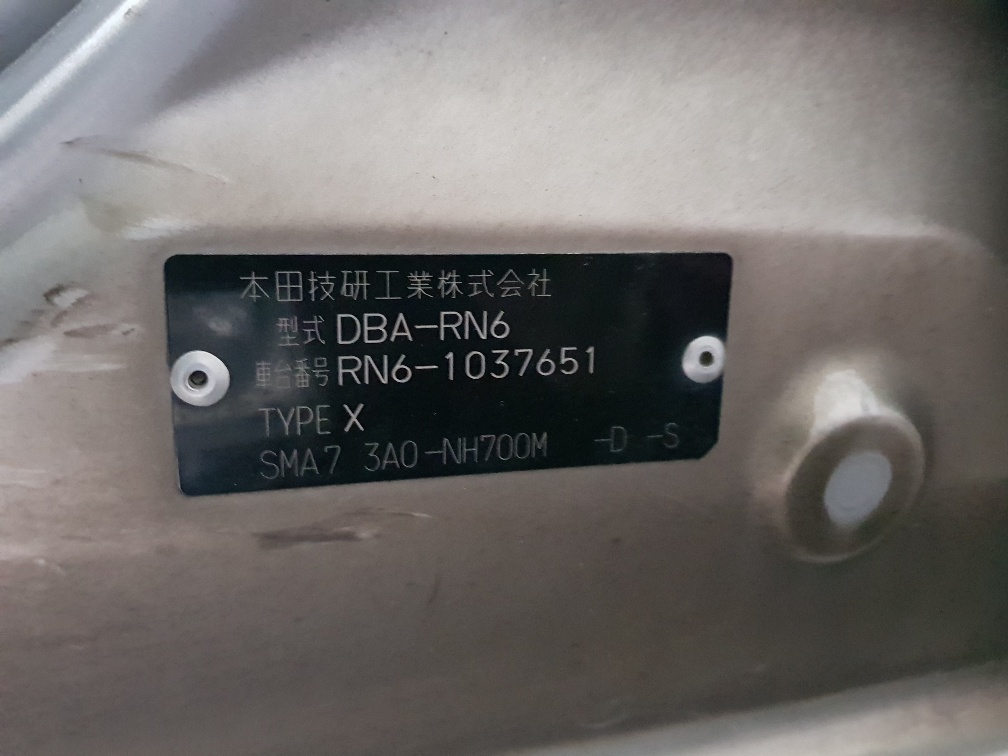 本田技研工業株式会社
型式 DBA-RN6
車台番号 RN6-1037651
TYPE X
SMA7 3A0-NH700M -D -S